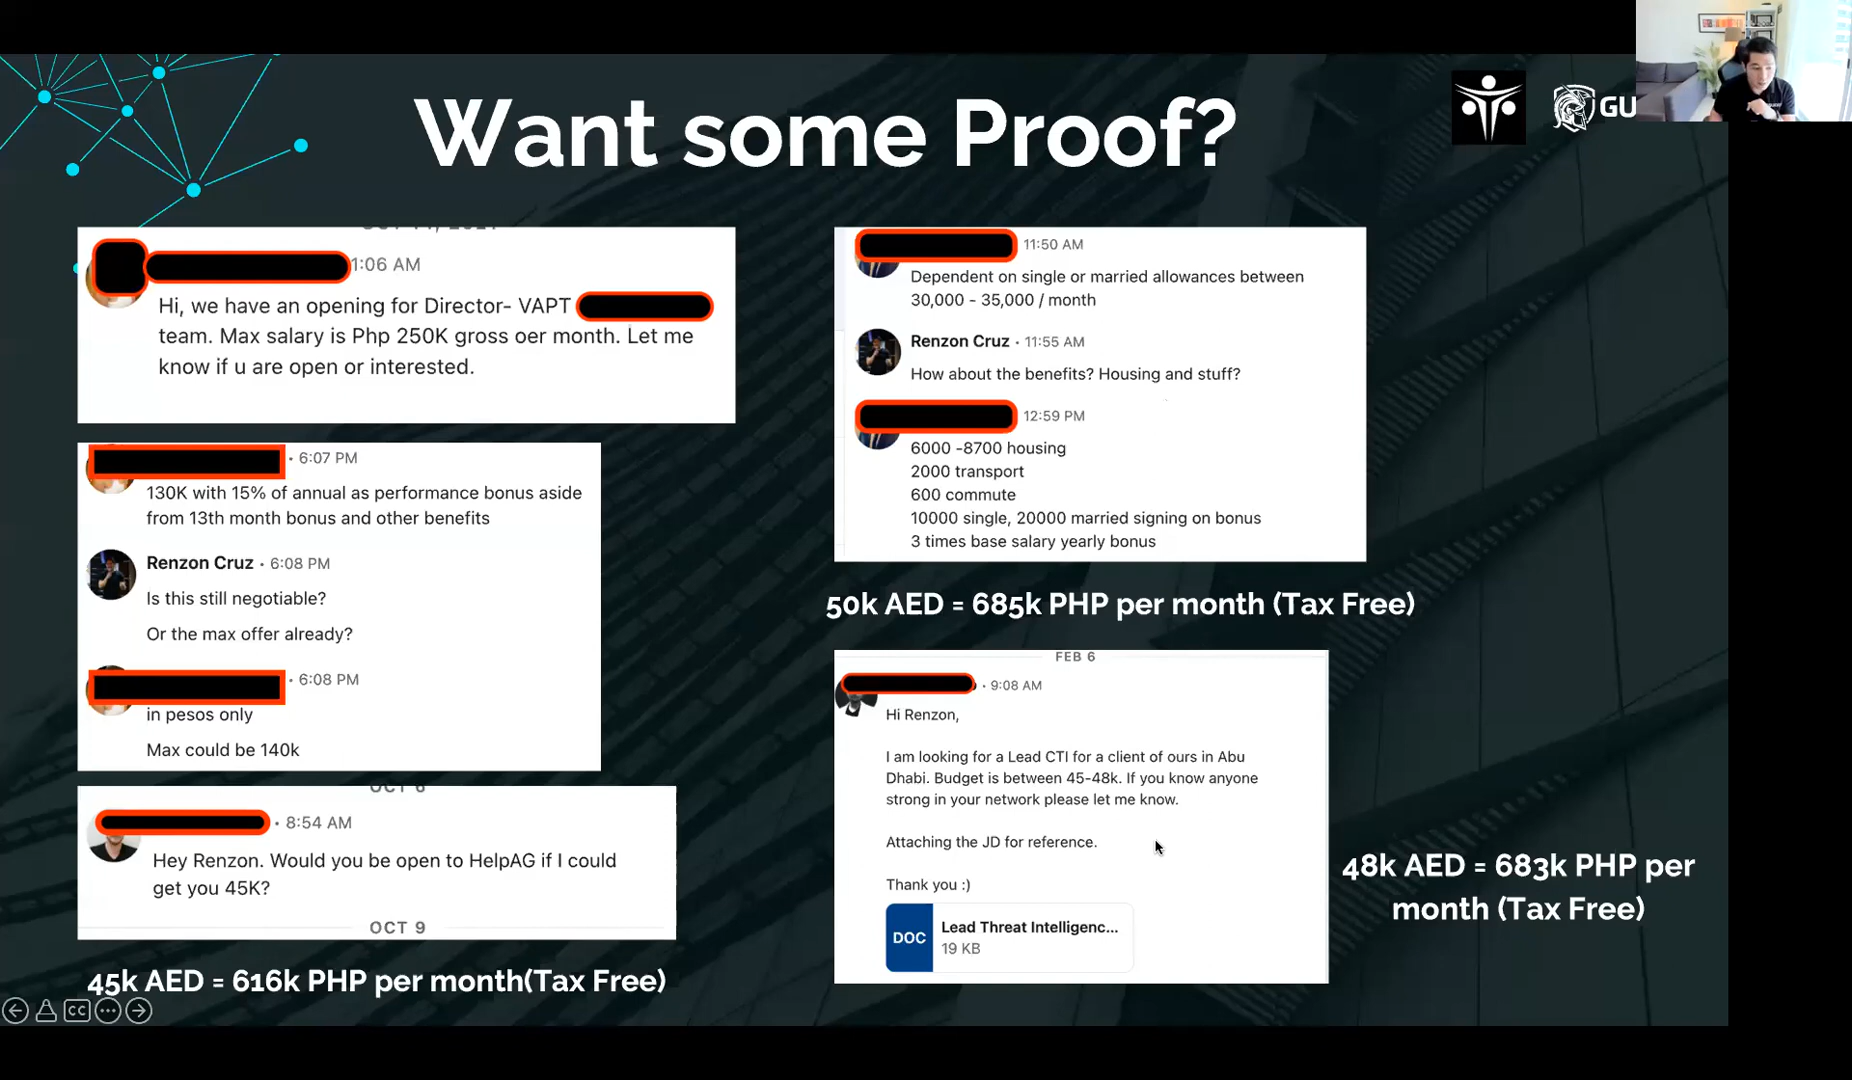 Want some Proof?
GU
1:06 AM
Hi, we have an opening for Director- VAPT
team. Max salary is Php 250K gross oer month. Let me
know if u are open or interested.
• 6:07 PM
130K with 15% of annual as performance bonus aside
from 13th month bonus and other benefits
Renzon Cruz • 6:08 PM
Is this still negotiable?
Or the max offer already?
• 6:08 PM
in pesos only
Max could be 140k
OCT 6
• 8:54 AM
Hey Renzon. Would you be open to HelpAG if I could
get you 45K?
OCT 9
45k AED = 616k PHP per month(Tax Free)
11:50 AM
Dependent on single or married allowances between
30,000 - 35,000 / month
Renzon Cruz • 11:55 AM
How about the benefits? Housing and stuff?
12:59 PM
6000 -8700 housing
2000 transport
600 commute
10000 single, 20000 married signing on bonus
3 times base salary yearly bonus
50k AED = 685k PHP per month (Tax Free)
FEB 6
• 9:08 AM
Hi Renzon,
I am looking for a Lead CTI for a client of ours in Abu
Dhabi. Budget is between 45-48k. If you know anyone
strong in your network please let me know.
Attaching the JD for reference.
Thank you :)
DOC
Lead Threat Intelligenc...
19 KB
48k AED = 683k PHP per
month (Tax Free)
CC